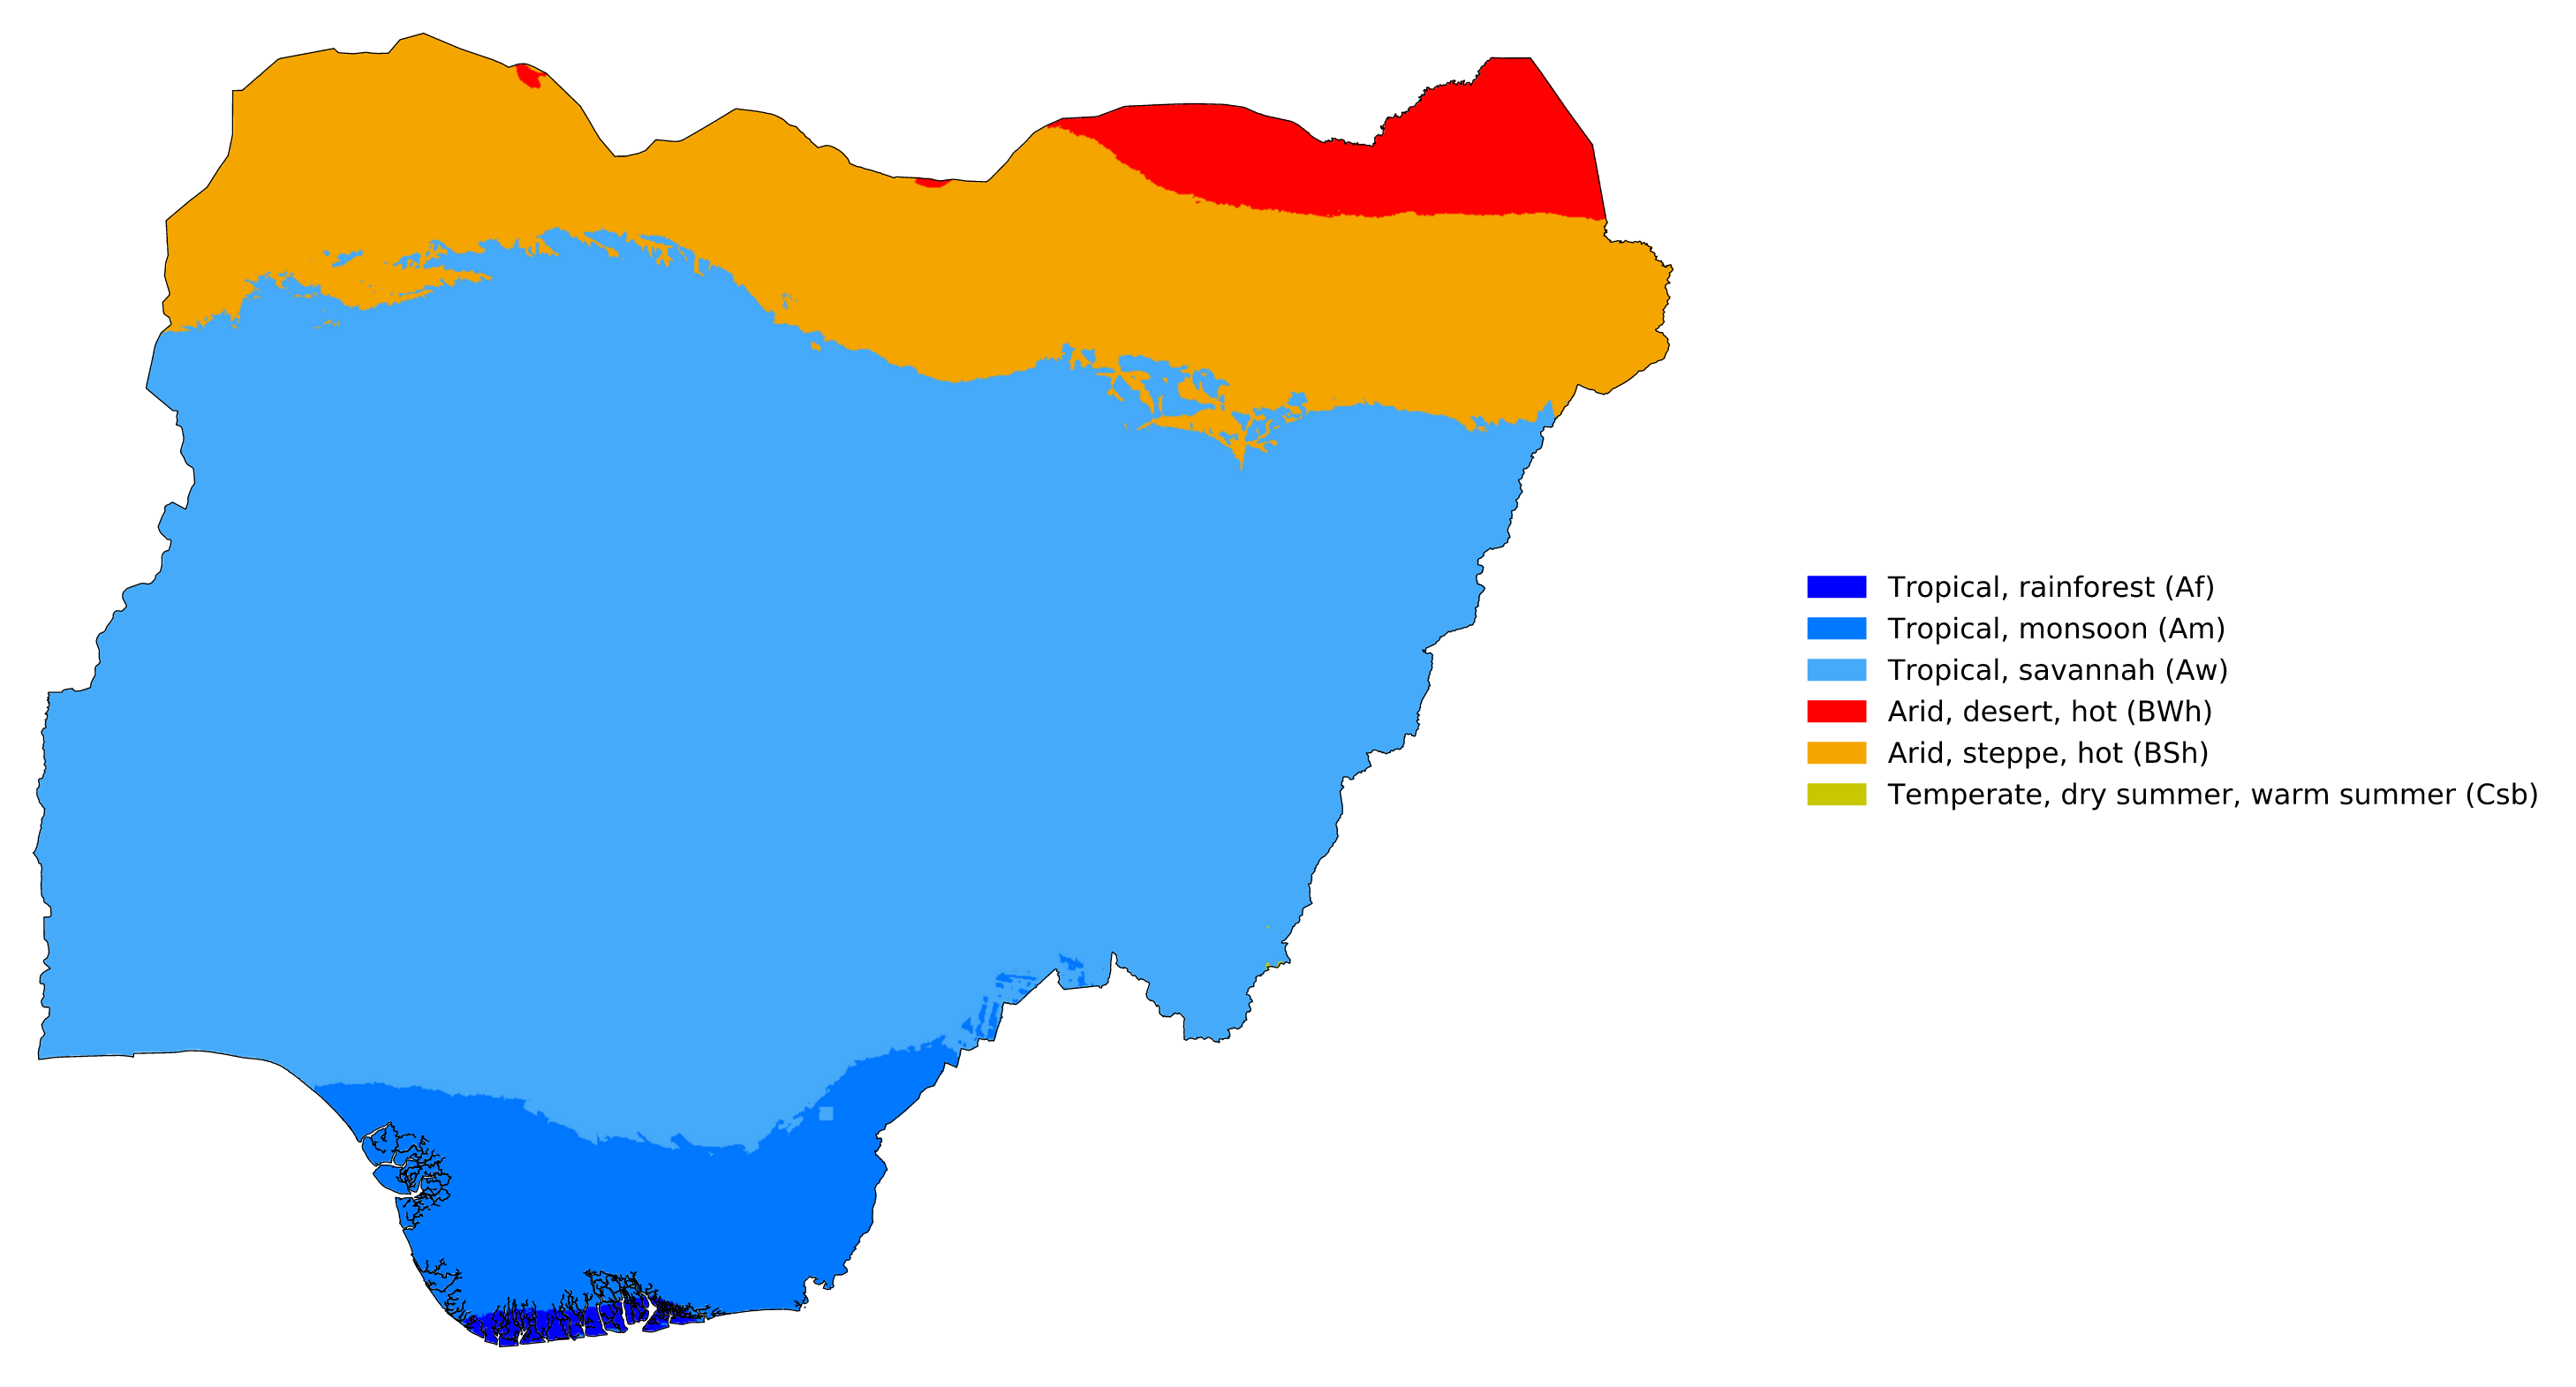 Tropical, rainforest (Af)
Tropical, monsoon (Am)
Tropical, savannah (Aw)
Arid, desert, hot (BWh)
Arid, steppe, hot (BSh)
Temperate, dry summer, warm summer (Csb)